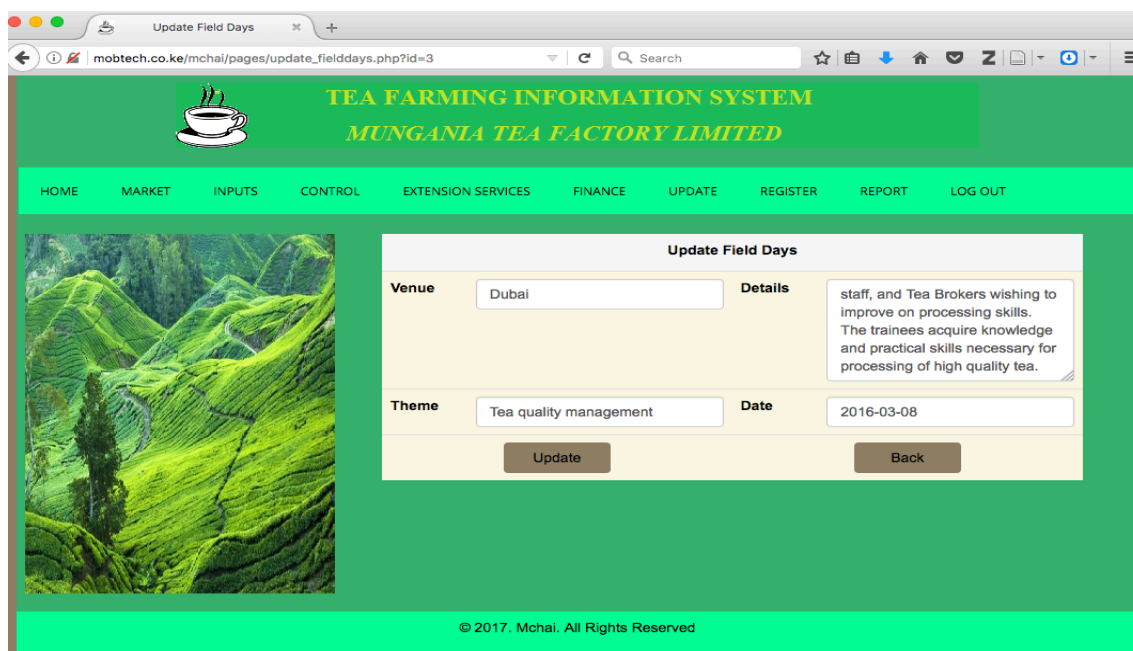 Update Field Days
mobtech.co.ke/mchai/pages/update_fielddays.php?id=3
Search
TEA FARMING INFORMATION SYSTEM
MUNGANIA TEA FACTORY LIMITED
HOME MARKET INPUTS CONTROL EXTENSION SERVICES FINANCE UPDATE REGISTER REPORT LOG OUT
Update Field Days
Venue
Dubai
Details
staff, and Tea Brokers wishing to
improve on processing skills.
The trainees acquire knowledge
and practical skills necessary for
processing of high quality tea.
Theme
Tea quality management
Date
2016-03-08
Update
Back
© 2017. Mchai. All Rights Reserved